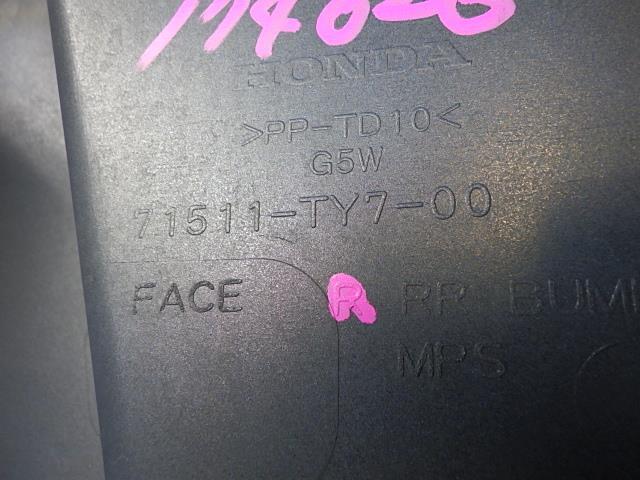 HONDA
>PP-TD10<
G5W
71511-TY7-00
FACE R RR BUM
MPS